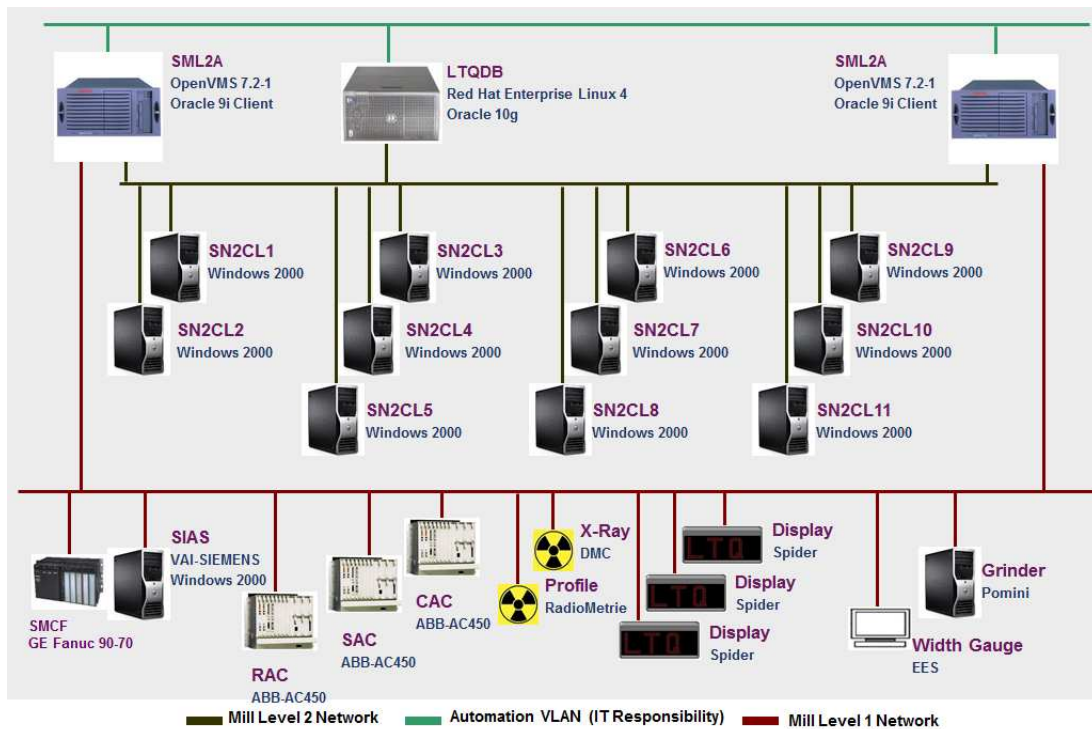 SML2A
OpenVMS 7.2-1
Oracle 9i Client
LTQDB
Red Hat Enterprise Linux 4
Oracle 10g
SML2A
OpenVMS 7.2-1
Oracle 9i Client
SN2CL1
Windows 2000
SN2CL3
Windows 2000
SN2CL6
Windows 2000
SN2CL9
Windows 2000
SN2CL2
Windows 2000
SN2CL4
Windows 2000
SN2CL7
Windows 2000
SN2CL10
Windows 2000
SN2CL5
Windows 2000
SN2CL8
Windows 2000
SN2CL11
Windows 2000
SMCF
GE Fanuc 90-70
SIAS
VAI-SIEMENS
Windows 2000
RAC
ABB-AC450
SAC
ABB-AC450
CAC
ABB-AC450
X-Ray
DMC
Profile
RadioMetrie
LTQ
Display
Spider
LTQ
Display
Spider
LTQ
Display
Spider
Width Gauge
EES
Grinder
Pomini
Mill Level 2 Network
Automation VLAN (IT Responsibility)
Mill Level 1 Network